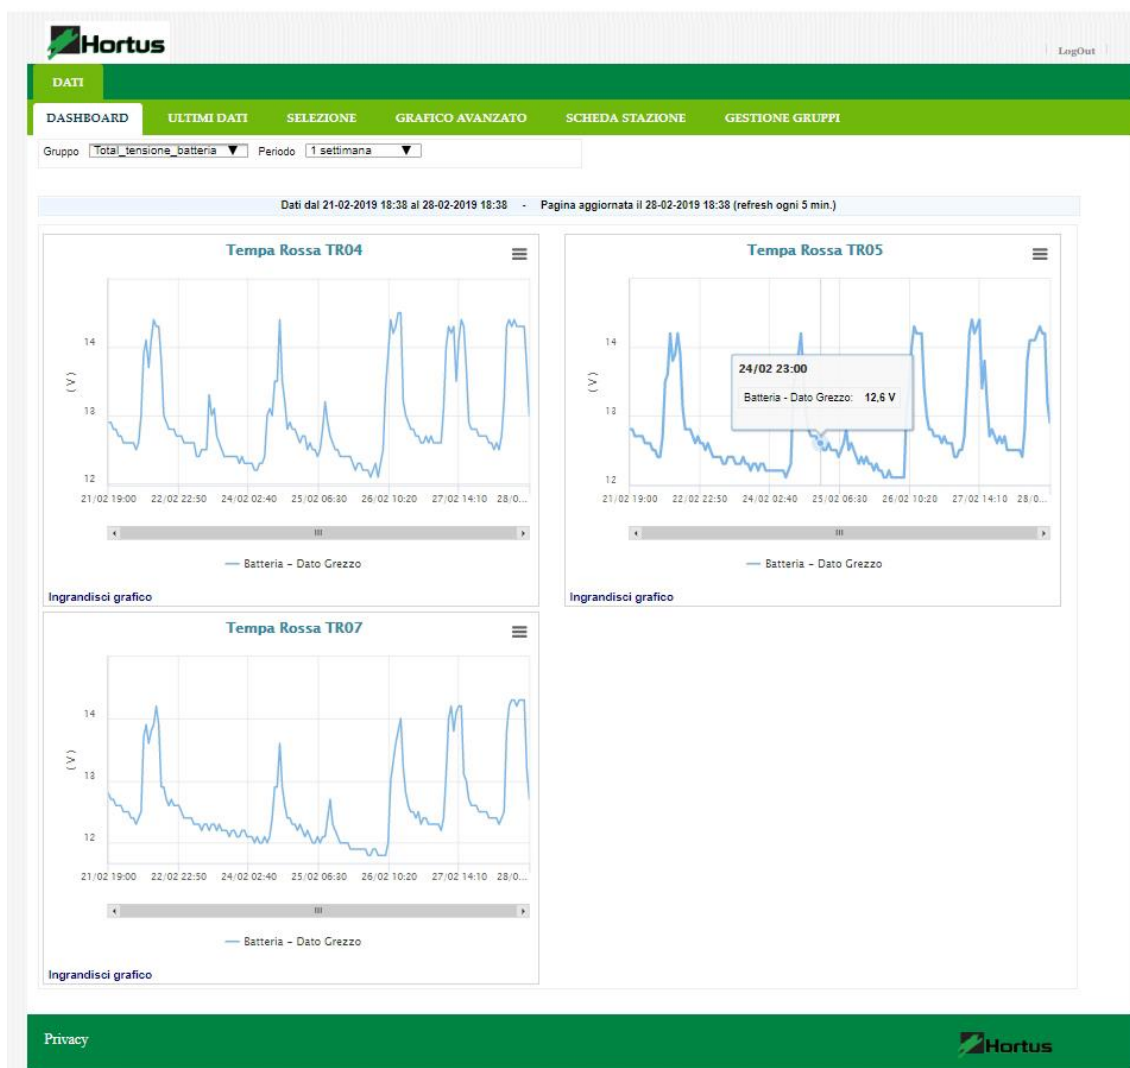 Hortus
LogOut
DATI
DASHBOARD ULTIMI DATI SELEZIONE GRAFICO AVANZATO SCHEDA STAZIONE GESTIONE GRUPPI
Gruppo Total_tensione_batteria ▼ Periodo 1 settimana ▼
Dati dal 21-02-2019 18:38 al 28-02-2019 18:38 - Pagina aggiornata il 28-02-2019 18:38 (refresh ogni 5 min.)
Tempa Rossa TR04
14
(V)
13
12
21/02 19:00 22/02 22:50 24/02 02:40 25/02 06:30 26/02 10:20 27/02 14:10 28/0...
Batteria - Dato Grezzo
Ingrandisci grafico
Tempa Rossa TR05
14
(V)
13
12
24/02 23:00
Batteria - Dato Grezzo: 12,6 V
21/02 19:00 22/02 22:50 24/02 02:40 25/02 06:30 26/02 10:20 27/02 14:10 28/0...
Batteria - Dato Grezzo
Ingrandisci grafico
Tempa Rossa TR07
14
(V)
13
12
21/02 19:00 22/02 22:50 24/02 02:40 25/02 06:30 26/02 10:20 27/02 14:10 28/0...
Batteria - Dato Grezzo
Ingrandisci grafico
Privacy
Hortus